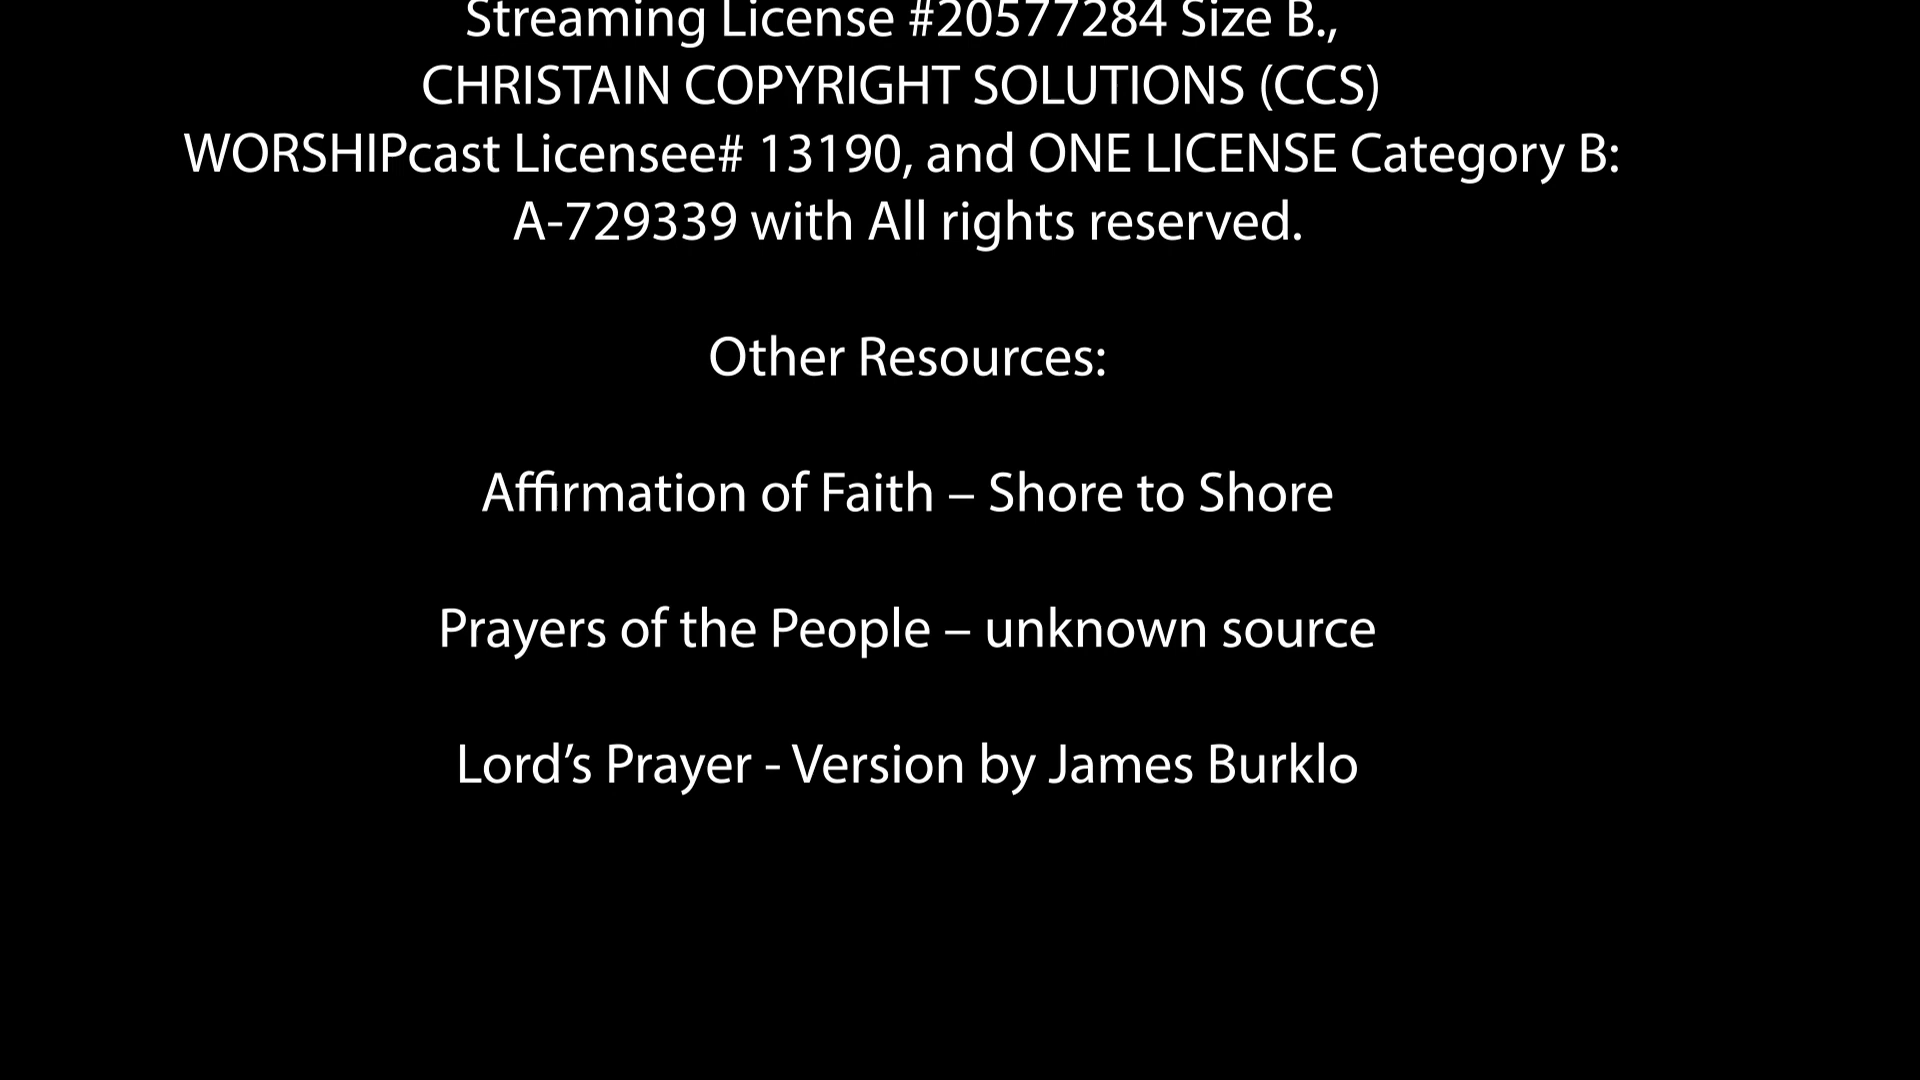 Streaming License #20577284 Size B.,
CHRISTAIN COPYRIGHT SOLUTIONS (CCS)
WORSHIPcast Licensee# 13190, and ONE LICENSE Category B:
A-729339 with All rights reserved.
Other Resources:
Affirmation of Faith – Shore to Shore
Prayers of the People – unknown source
Lord’s Prayer - Version by James Burklo